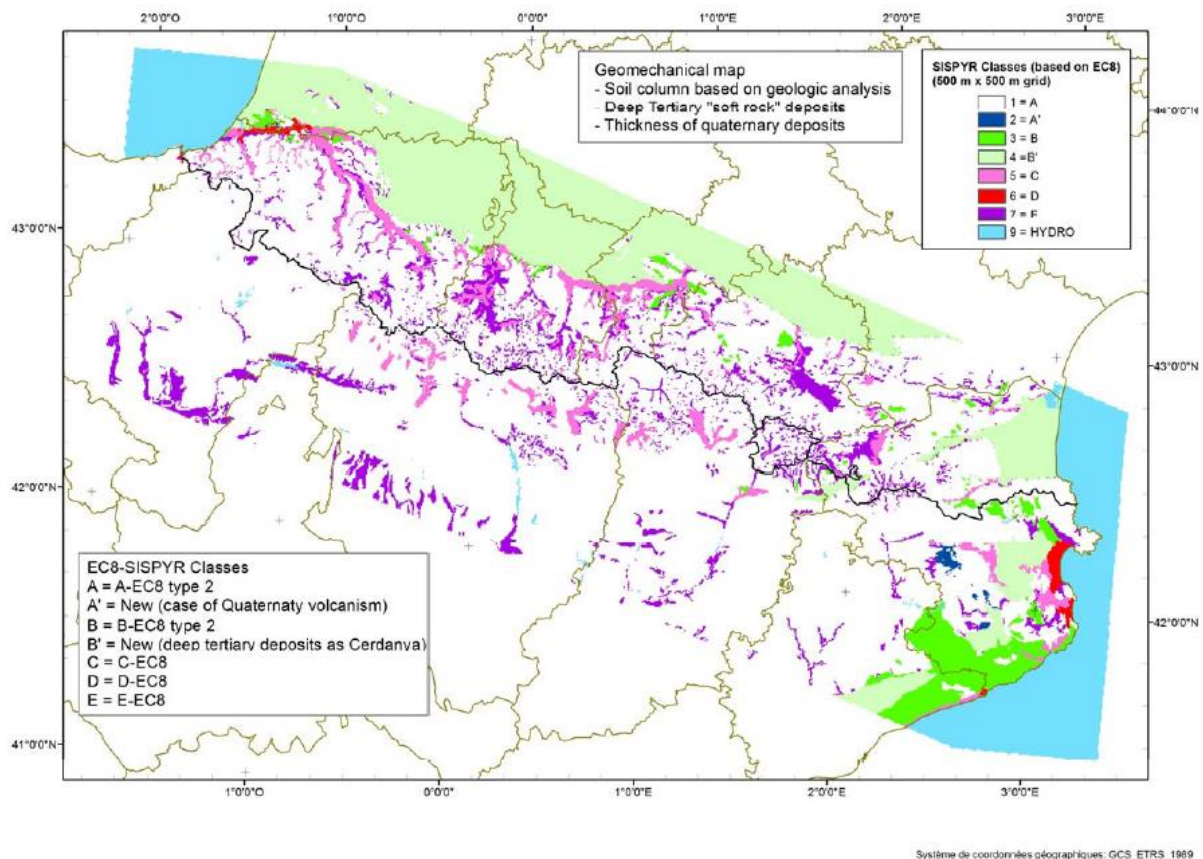 2°0'0"O
1°0'0"O
0°0'0"
1°0'0"E
2°0'0"E
3°0'0"E
Geomechanical map
- Soil column based on geologic analysis
- Deep Tertiary "soft rock" deposits
- Thickness of quaternary deposits
SISPYR Classes (based on EC8)
(500 m x 500 m grid)
1 = A
2 = A'
3 = B
4 = B'
5 = C
6 = D
7 = E
9 = HYDRO
44°0'0"N
43°0'0"N
43°0'0"N
42°0'0"N
42°0'0"N
41°0'0"N
EC8-SISPYR Classes
A = A-EC8 type 2
A' = New (case of Quaternaty volcanism)
B = B-EC8 type 2
B' = New (deep tertiary deposits as Cerdanya)
C = C-EC8
D = D-EC8
E = E-EC8
1°0'0"O
0°0'0"
1°0'0"E
2°0'0"E
3°0'0"E
Système de coordonnées géographiques: GCS ETRS 1989